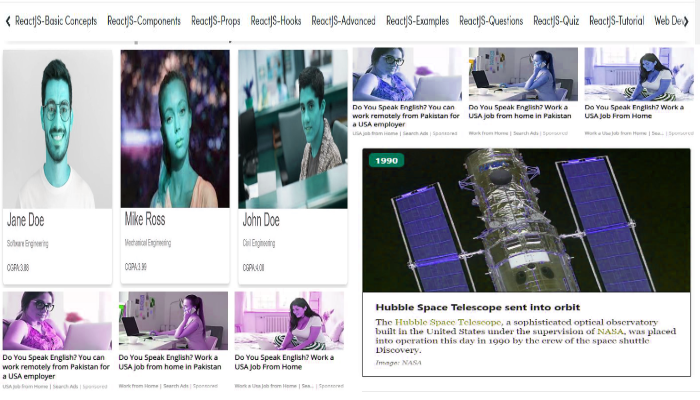 ReactJS-Basic Concepts ReactJS-Components ReactJS-Props ReactJS-Hooks ReactJS-Advanced ReactJS-Examples ReactJS-Questions ReactJS-Quiz ReactJS-Tutorial Web Dev
Jane Doe
Software Engineering
CGPA:3.88
Mike Ross
Mechanical Engineering
CGPA:3.99
John Doe
Civil Engineering
CGPA:4.00
Do You Speak English? You can
work remotely from Pakistan for
a USA employer
USA Job from Home | Search Ads | Sponsored
Do You Speak English? Work a
USA job from home in Pakistan
Work from Home | Search Ads | Sponsored
Do You Speak English? Work a
USA Job From Home
Work a Usa Job from Home | Sea... | Sponsored
1990
Hubble Space Telescope sent into orbit
The Hubble Space Telescope, a sophisticated optical observatory
built in the United States under the supervision of NASA, was placed
into operation this day in 1990 by the crew of the space shuttle
Discovery.
Image: NASA
Do You Speak English? You can
work remotely from Pakistan for
a USA employer
USA Job from Home | Search Ads | Sponsored
Do You Speak English? Work a
USA job from home in Pakistan
Work from Home | Search Ads | Sponsored
Do You Speak English? Work a
USA Job From Home
Work a Usa Job from Home | Sea... | Sponsored